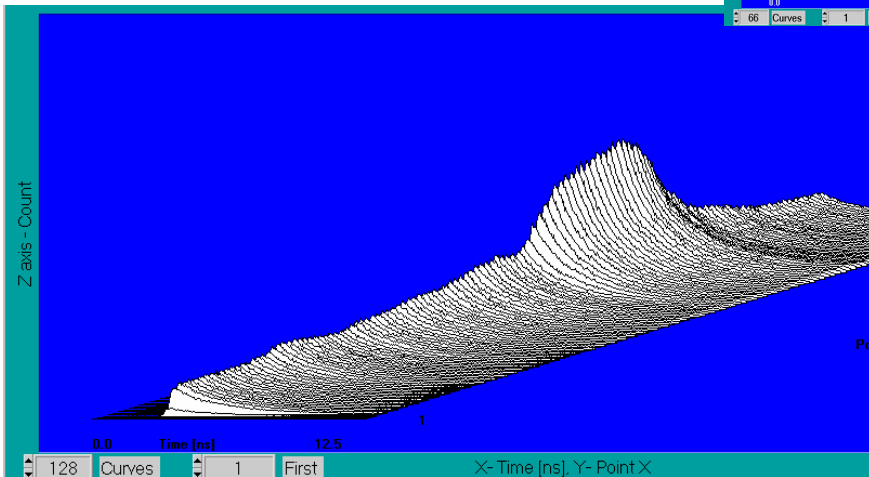 0.0
66 Curves 1
Z axis - Count
Po
1
0.0 Time [ns] 12.5
128 Curves 1 First X- Time [ns], Y- Point X